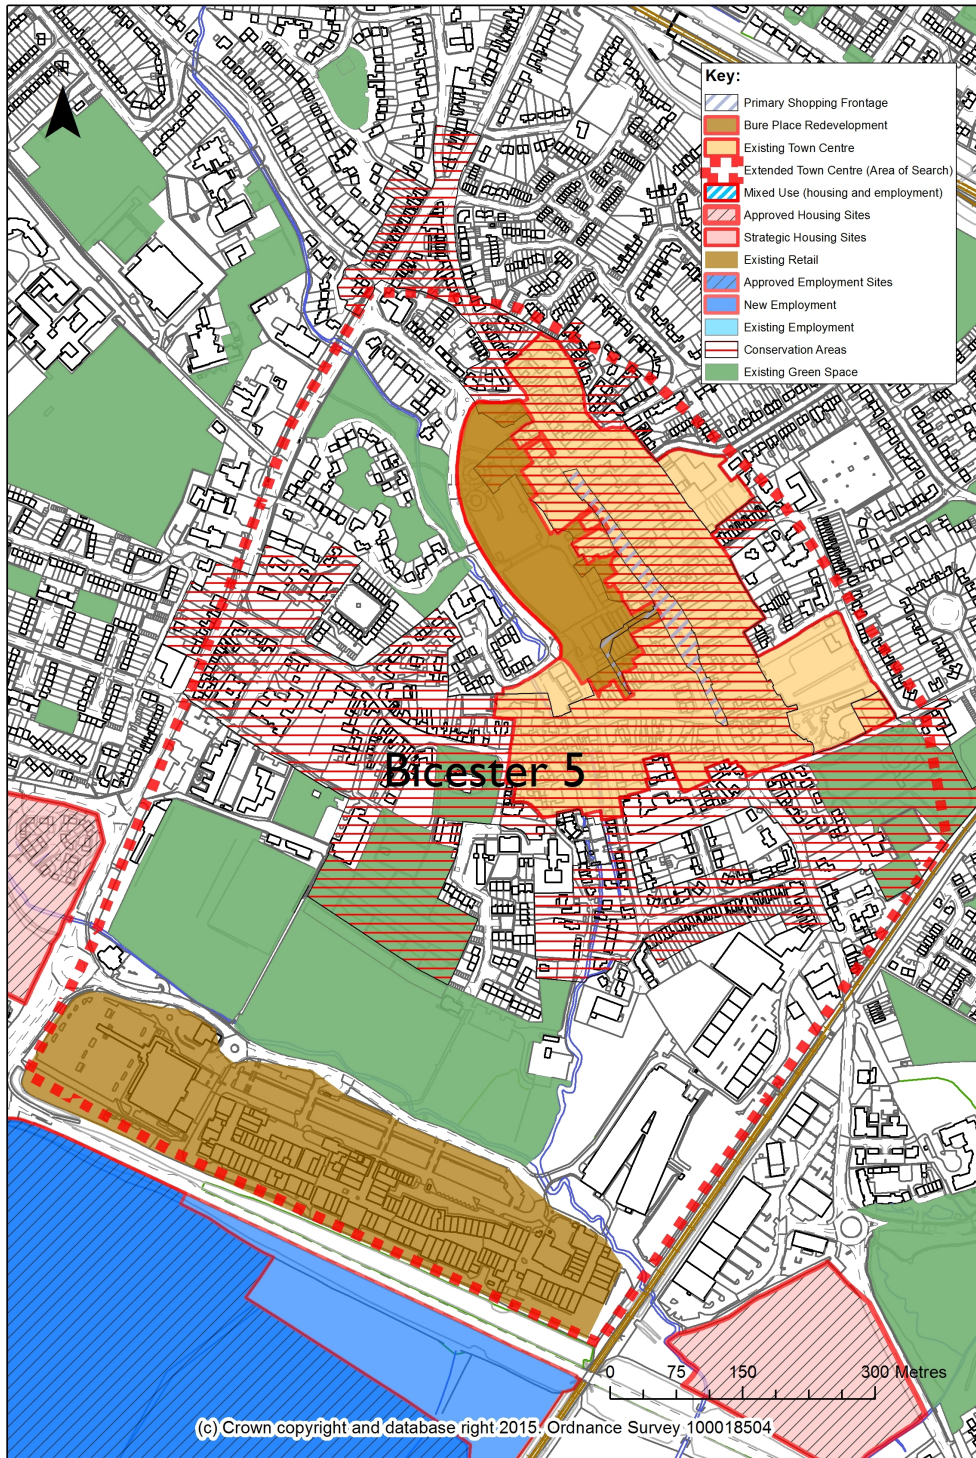 Key:
Primary Shopping Frontage
Bure Place Redevelopment
Existing Town Centre
Extended Town Centre (Area of Search)
Mixed Use (housing and employment)
Approved Housing Sites
Strategic Housing Sites
Existing Retail
Approved Employment Sites
New Employment
Existing Employment
Conservation Areas
Existing Green Space
Bicester 5
0 75 150 300 Metres
(c) Crown copyright and database right 2015. Ordnance Survey 100018504